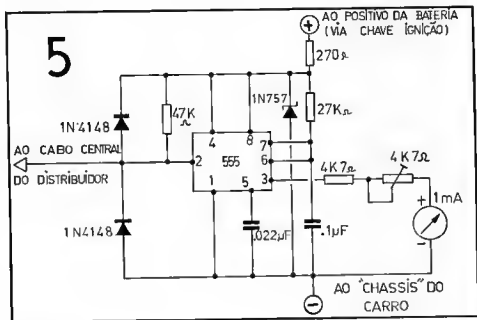 5
AO POSITIVO DA BATERIA
(VIA CHAVE IGNIÇÃO)
270Ω
1N757
27KΩ
1N4148
47K
Ω
4
8
7
AO CABO CENTRAL
2
555
6
3
4K7Ω
4K7Ω
DO DISTRIBUIDOR
1
5
+
1mA
1N4148
.022µF
.1µF
-
AO "CHASSIS" DO
CARRO